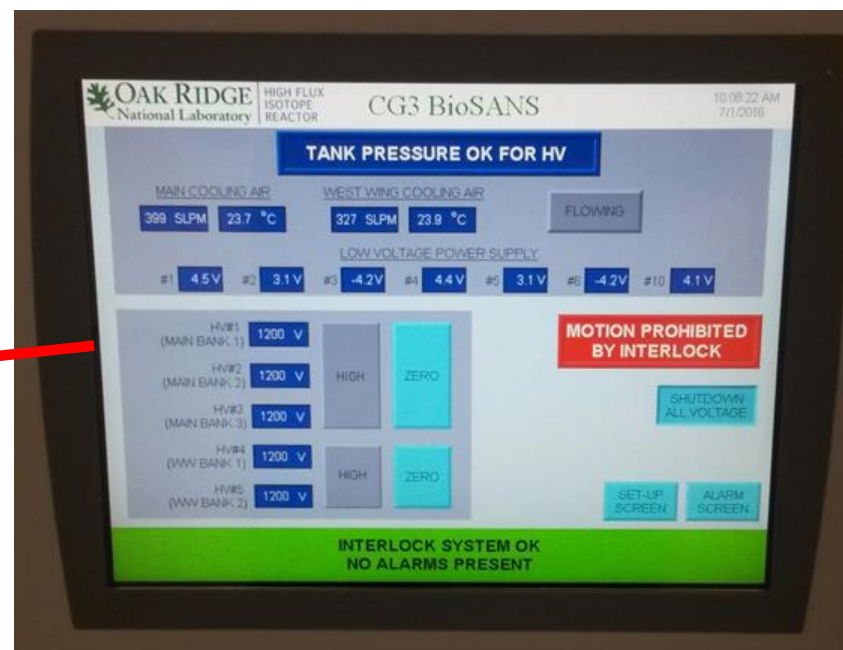 OAK RIDGE
National Laboratory
HIGH FLUX
ISOTOPE
REACTOR
CG3 BioSANS
10:08:22 AM
7/1/2016
TANK PRESSURE OK FOR HV
MAIN COOLING AIR
399 SLPM 23.7 °C
WEST WING COOLING AIR
327 SLPM 23.9 °C
FLOWING
LOW VOLTAGE POWER SUPPLY
#1 4.5 V #2 3.1 V #3 -4.2V #4 4.4 V #5 3.1 V #6 -4.2V #10 4.1 V
HV#1
(MAIN BANK 1) 1200 V
HV#2
(MAIN BANK 2) 1200 V
HV#3
(MAIN BANK 3) 1200 V
HIGH ZERO
HV#4
(WW BANK 1) 1200 V
HV#5
(WW BANK 2) 1200 V
HIGH ZERO
MOTION PROHIBITED
BY INTERLOCK
SHUTDOWN
ALL VOLTAGE
SET-UP
SCREEN
ALARM
SCREEN
INTERLOCK SYSTEM OK
NO ALARMS PRESENT